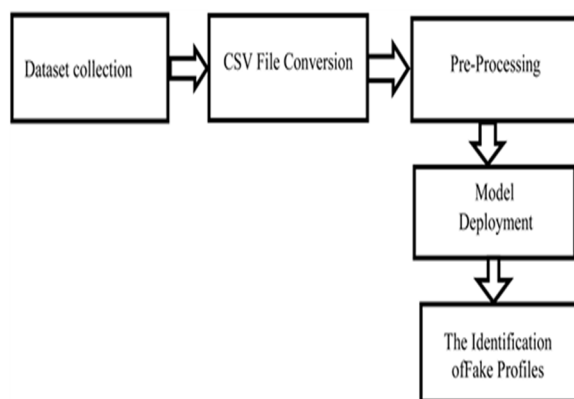 Dataset collection
CSV File Conversion
Pre-Processing
Model
Deployment
The Identification
ofFake Profiles